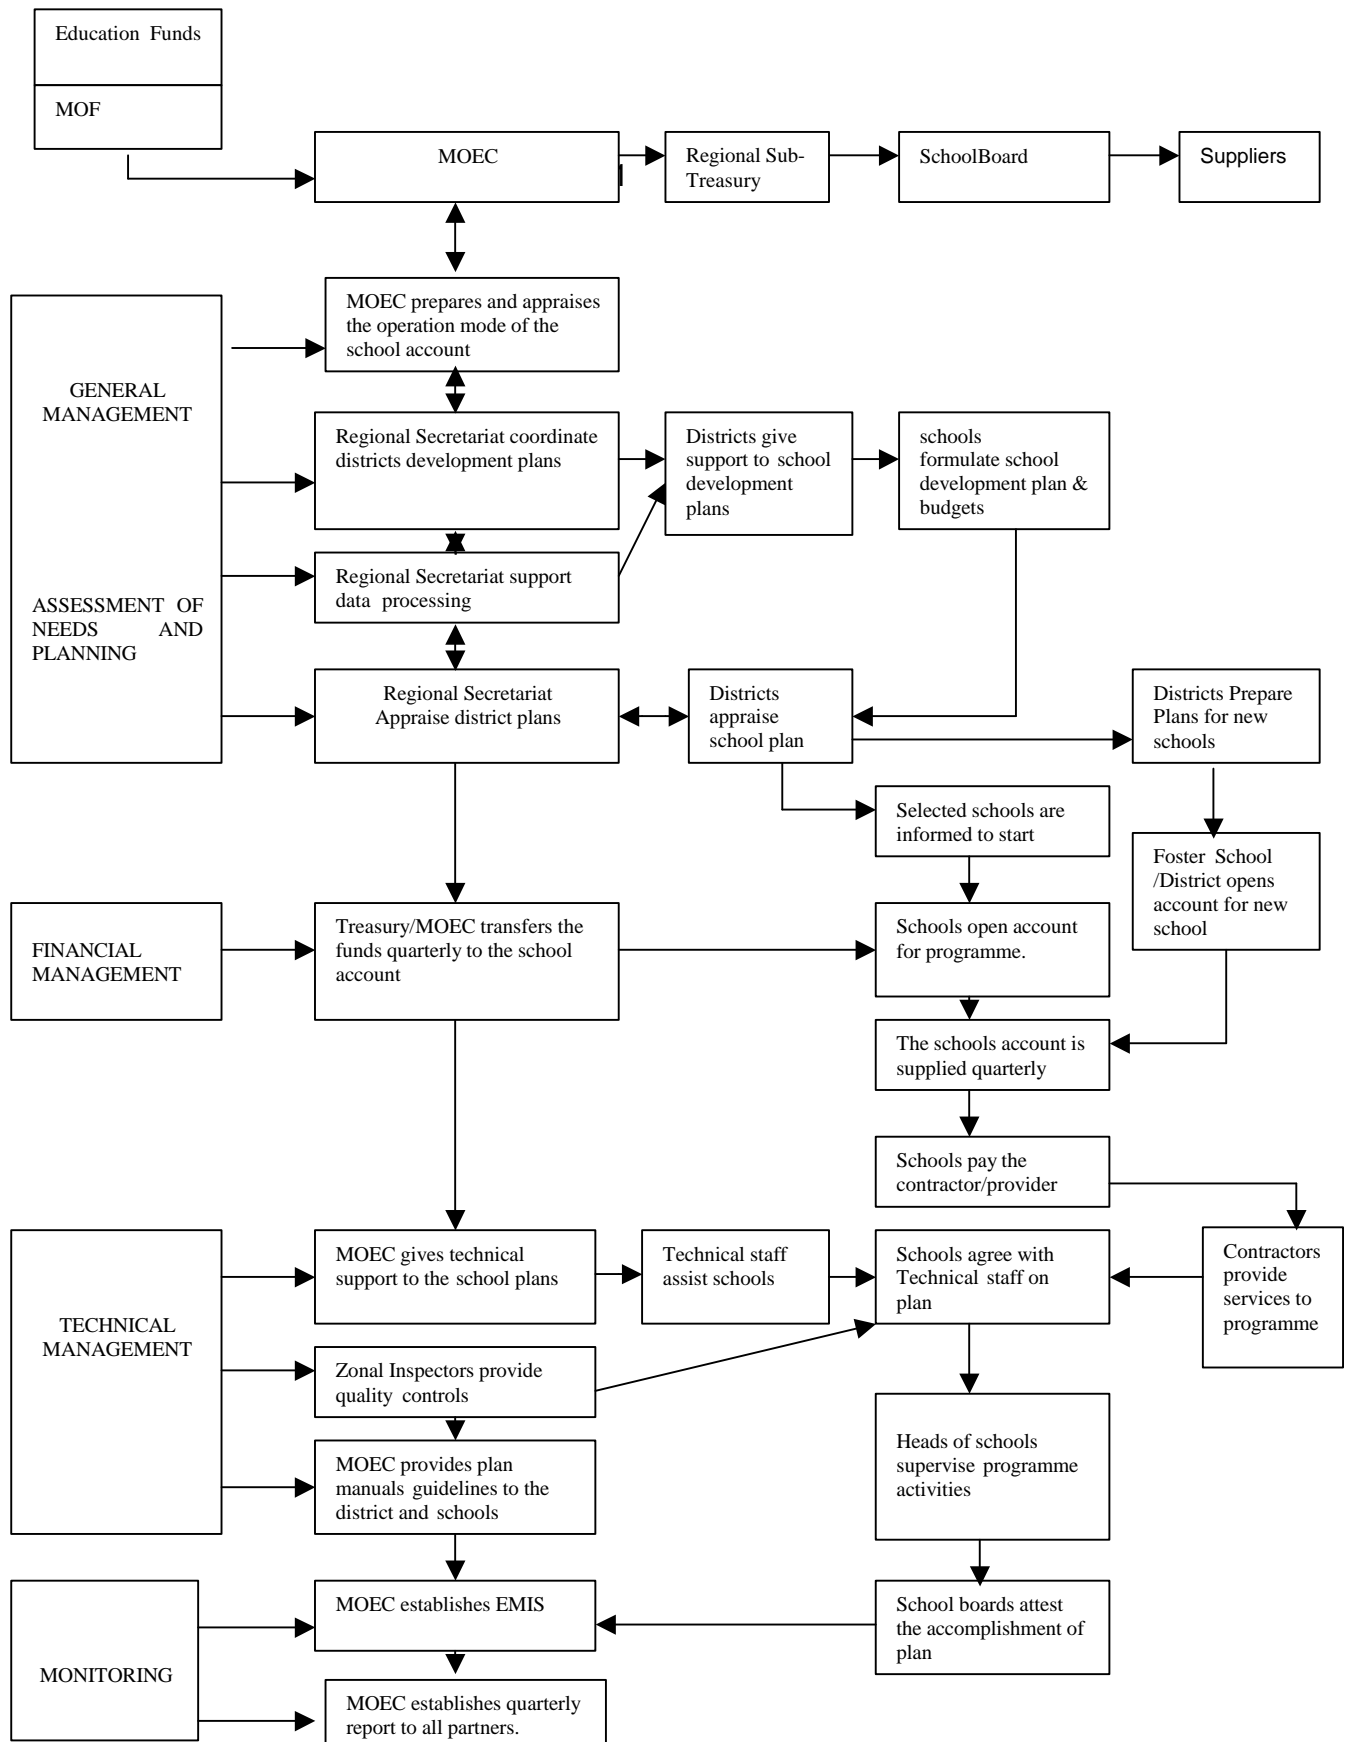 Education Funds
MOF
MOEC
Regional Sub-
Treasury
SchoolBoard
Suppliers
MOEC prepares and appraises
the operation mode of the
school account
GENERAL
MANAGEMENT
Regional Secretariat coordinate
districts development plans
Districts give
support to school
development
plans
schools
formulate school
development plan &
budgets
Regional Secretariat support
data processing
ASSESSMENT OF
NEEDS AND
PLANNING
Regional Secretariat
Appraise district plans
Districts
appraise
school plan
Districts Prepare
Plans for new
schools
Selected schools are
informed to start
Foster School
/District opens
account for new
school
FINANCIAL
MANAGEMENT
Treasury/MOEC transfers the
funds quarterly to the school
account
Schools open account
for programme.
The schools account is
supplied quarterly
Schools pay the
contractor/provider
TECHNICAL
MANAGEMENT
MOEC gives technical
support to the school plans
Technical staff
assist schools
Schools agree with
Technical staff on
plan
Contractors
provide
services to
programme
Zonal Inspectors provide
quality controls
MOEC provides plan
manuals guidelines to the
district and schools
Heads of schools
supervise programme
activities
MONITORING
MOEC establishes EMIS
School boards attest
the accomplishment of
plan
MOEC establishes quarterly
report to all partners.